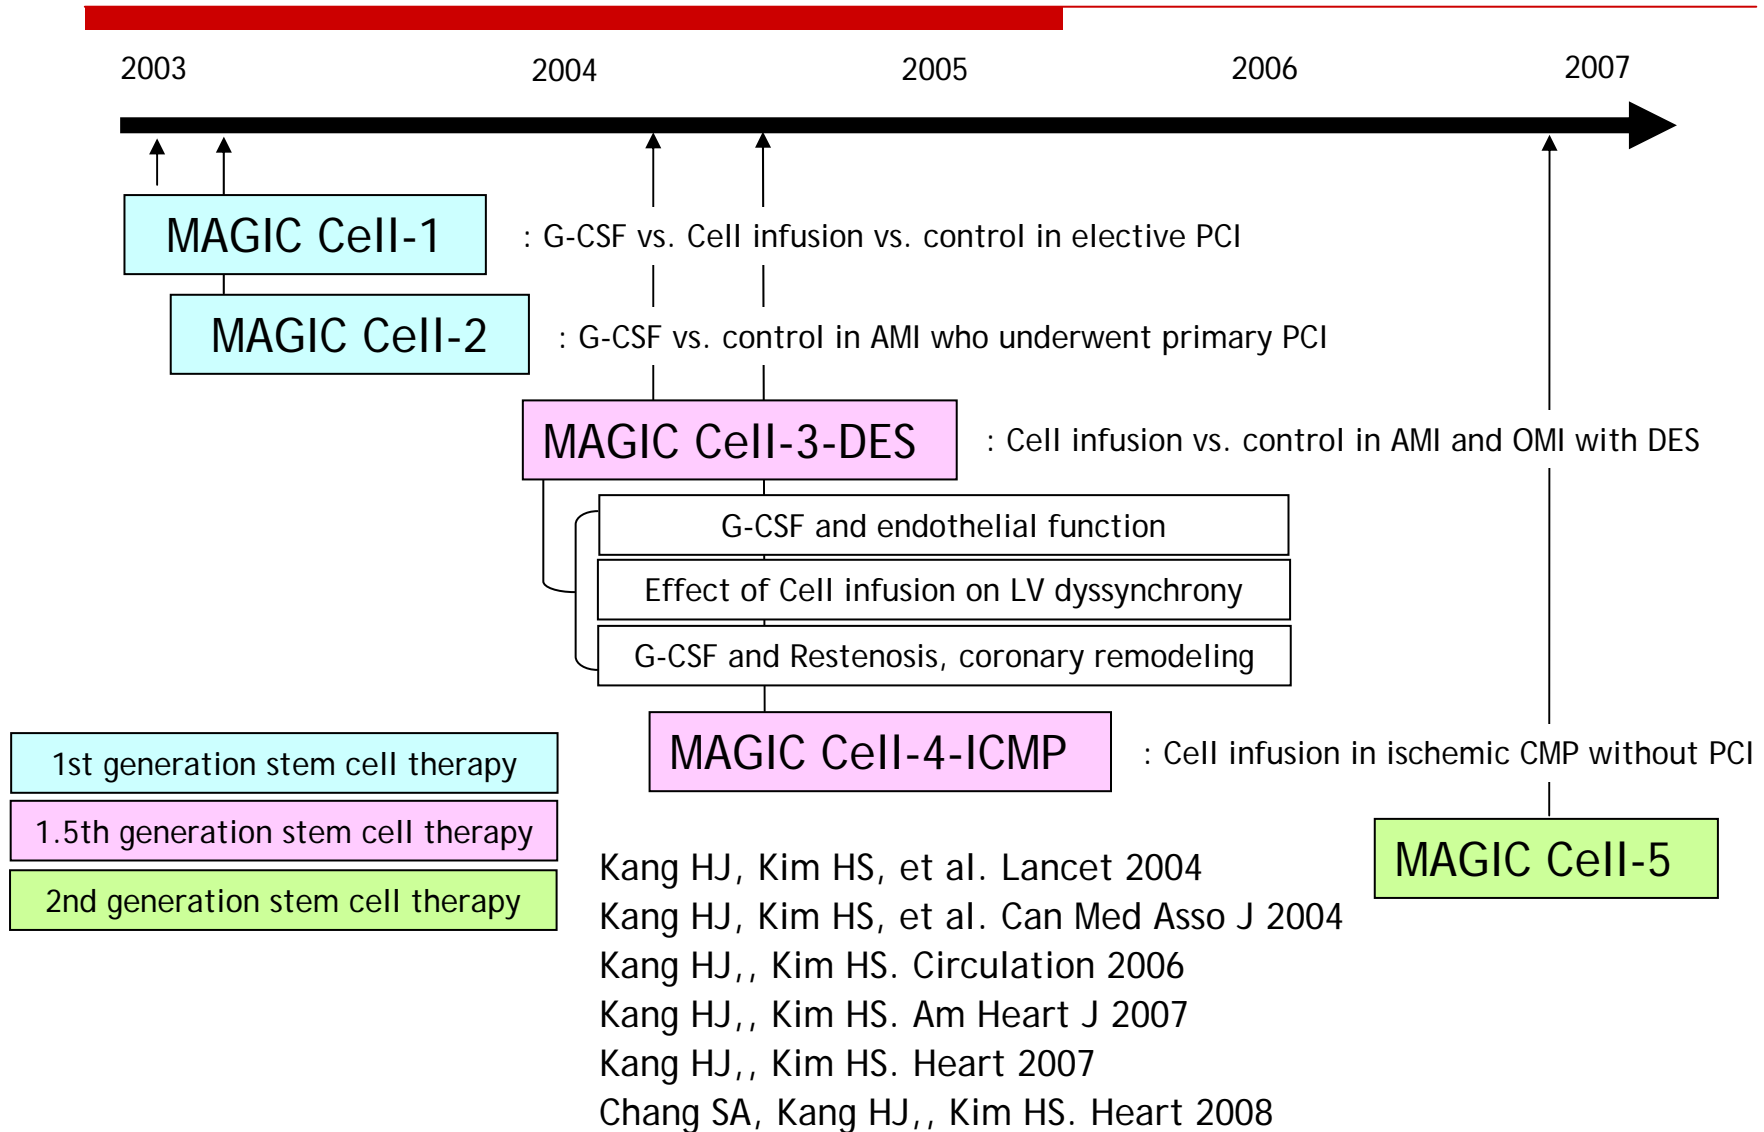 2003 2004 2005 2006 2007
MAGIC Cell-1 : G-CSF vs. Cell infusion vs. control in elective PCI
MAGIC Cell-2 : G-CSF vs. control in AMI who underwent primary PCI
MAGIC Cell-3-DES : Cell infusion vs. control in AMI and OMI with DES
G-CSF and endothelial function
Effect of Cell infusion on LV dyssynchrony
G-CSF and Restenosis, coronary remodeling
MAGIC Cell-4-ICMP : Cell infusion in ischemic CMP without PCI
1st generation stem cell therapy
1.5th generation stem cell therapy
2nd generation stem cell therapy
MAGIC Cell-5
Kang HJ, Kim HS, et al. Lancet 2004
Kang HJ, Kim HS, et al. Can Med Asso J 2004
Kang HJ,, Kim HS. Circulation 2006
Kang HJ,, Kim HS. Am Heart J 2007
Kang HJ,, Kim HS. Heart 2007
Chang SA, Kang HJ,, Kim HS. Heart 2008